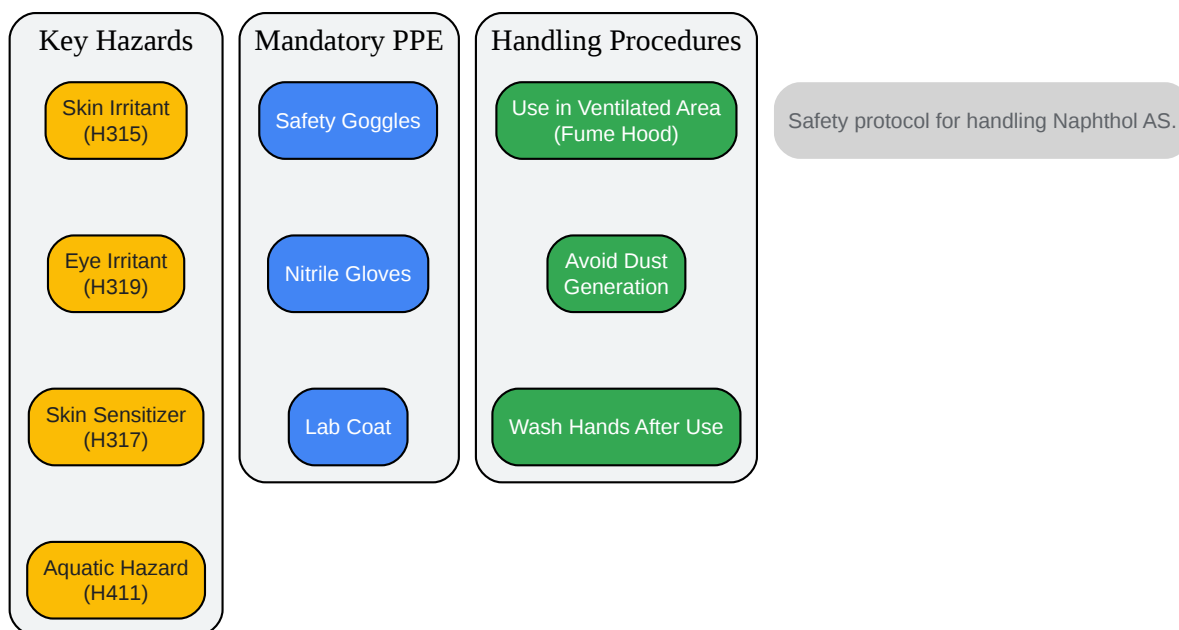 Key Hazards
Skin Irritant
(H315)
Eye Irritant
(H319)
Skin Sensitizer
(H317)
Aquatic Hazard
(H411)
Mandatory PPE
Safety Goggles
Nitrile Gloves
Lab Coat
Handling Procedures
Use in Ventilated Area
(Fume Hood)
Avoid Dust
Generation
Wash Hands After Use
Safety protocol for handling Naphthol AS.